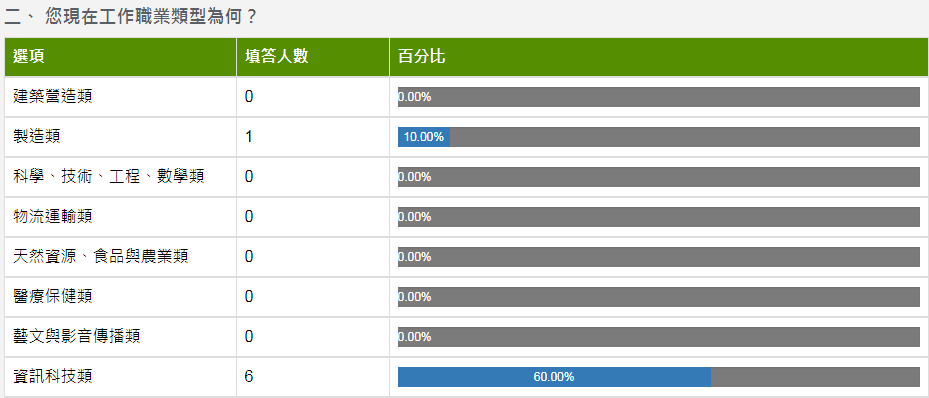 二、 您現在工作職業類型為何？
選項 填答人數 百分比
建築營造類 0 0.00%
製造類 1 10.00%
科學、技術、工程、數學類 0 0.00%
物流運輸類 0 0.00%
天然資源、食品與農業類 0 0.00%
醫療保健類 0 0.00%
藝文與影音傳播類 0 0.00%
資訊科技類 6 60.00%